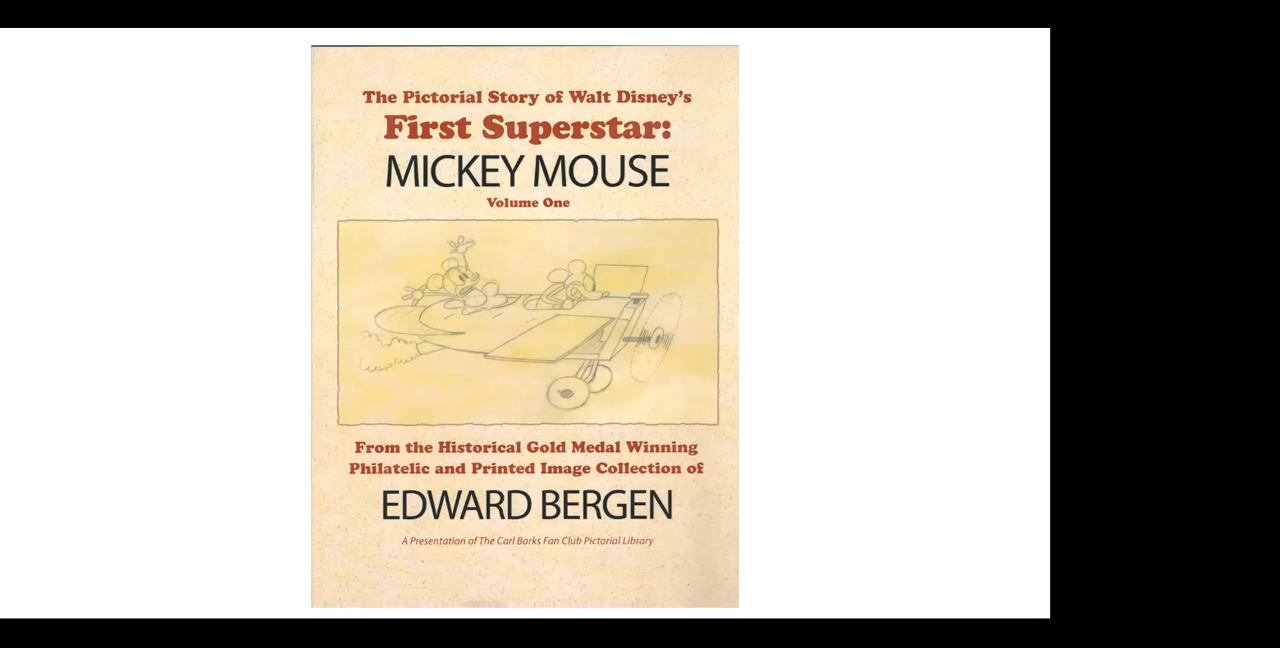 The Pictorial Story of Walt Disney's
First Superstar:
MICKEY MOUSE
Volume One
From the Historical Gold Medal Winning
Philatelic and Printed Image Collection of
EDWARD BERGEN
A Presentation of The Carl Barks Fan Club Pictorial Library